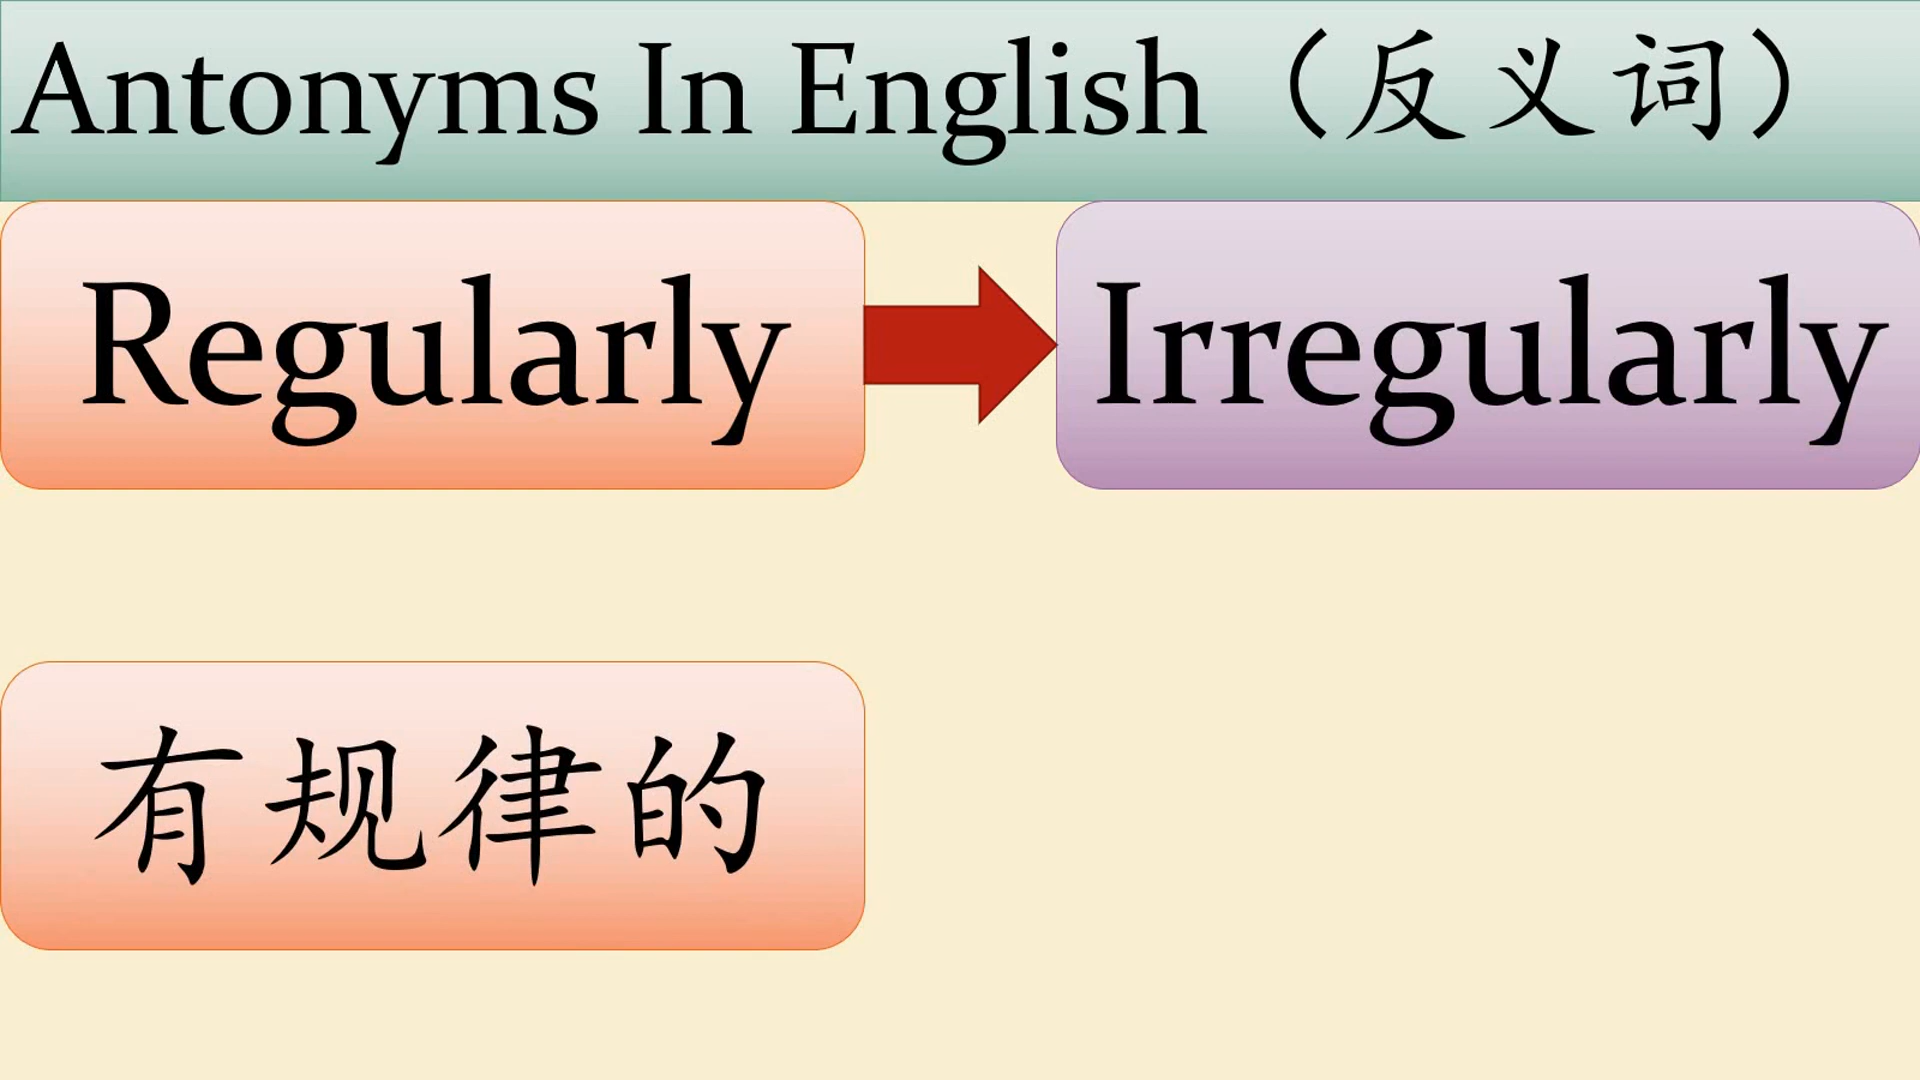 Antonyms In English（反义词）
Regularly
Irregularly
有规律的